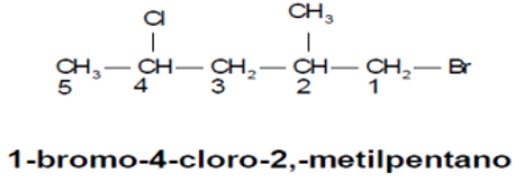 Cl CH₃
CH₃—CH—CH₂—CH—CH₂—Br
5 4 3 2 1
1-bromo-4-cloro-2,-metilpentano